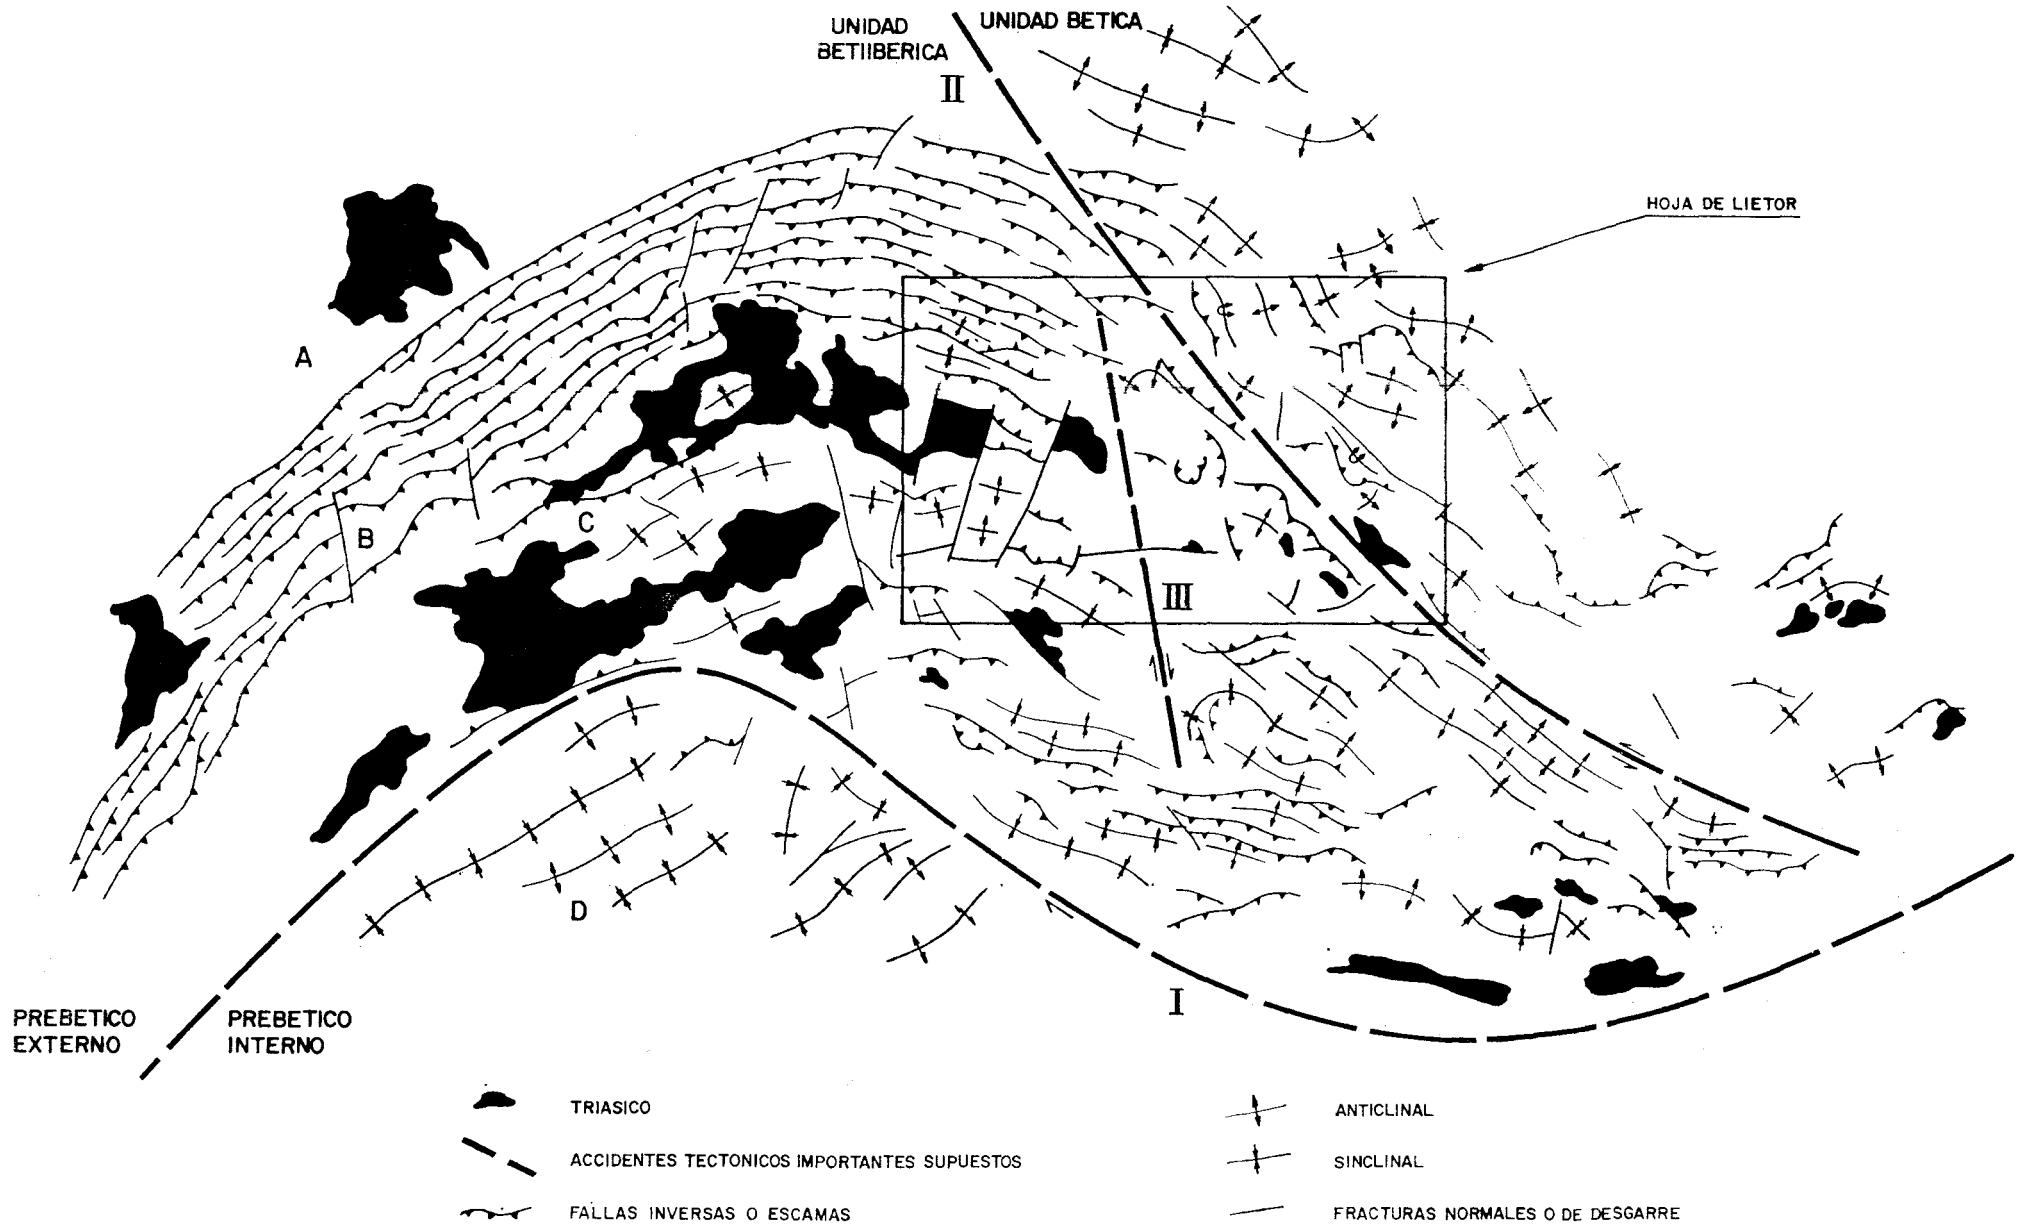 UNIDAD
BETIIBERICA
UNIDAD BETICA
II
HOJA DE LIETOR
A
B
C
III
D
I
PREBETICO
EXTERNO
PREBETICO
INTERNO
TRIASICO
ANTICLINAL
ACCIDENTES TECTONICOS IMPORTANTES SUPUESTOS
SINCLINAL
FALLAS INVERSAS O ESCAMAS
FRACTURAS NORMALES O DE DESGARRE